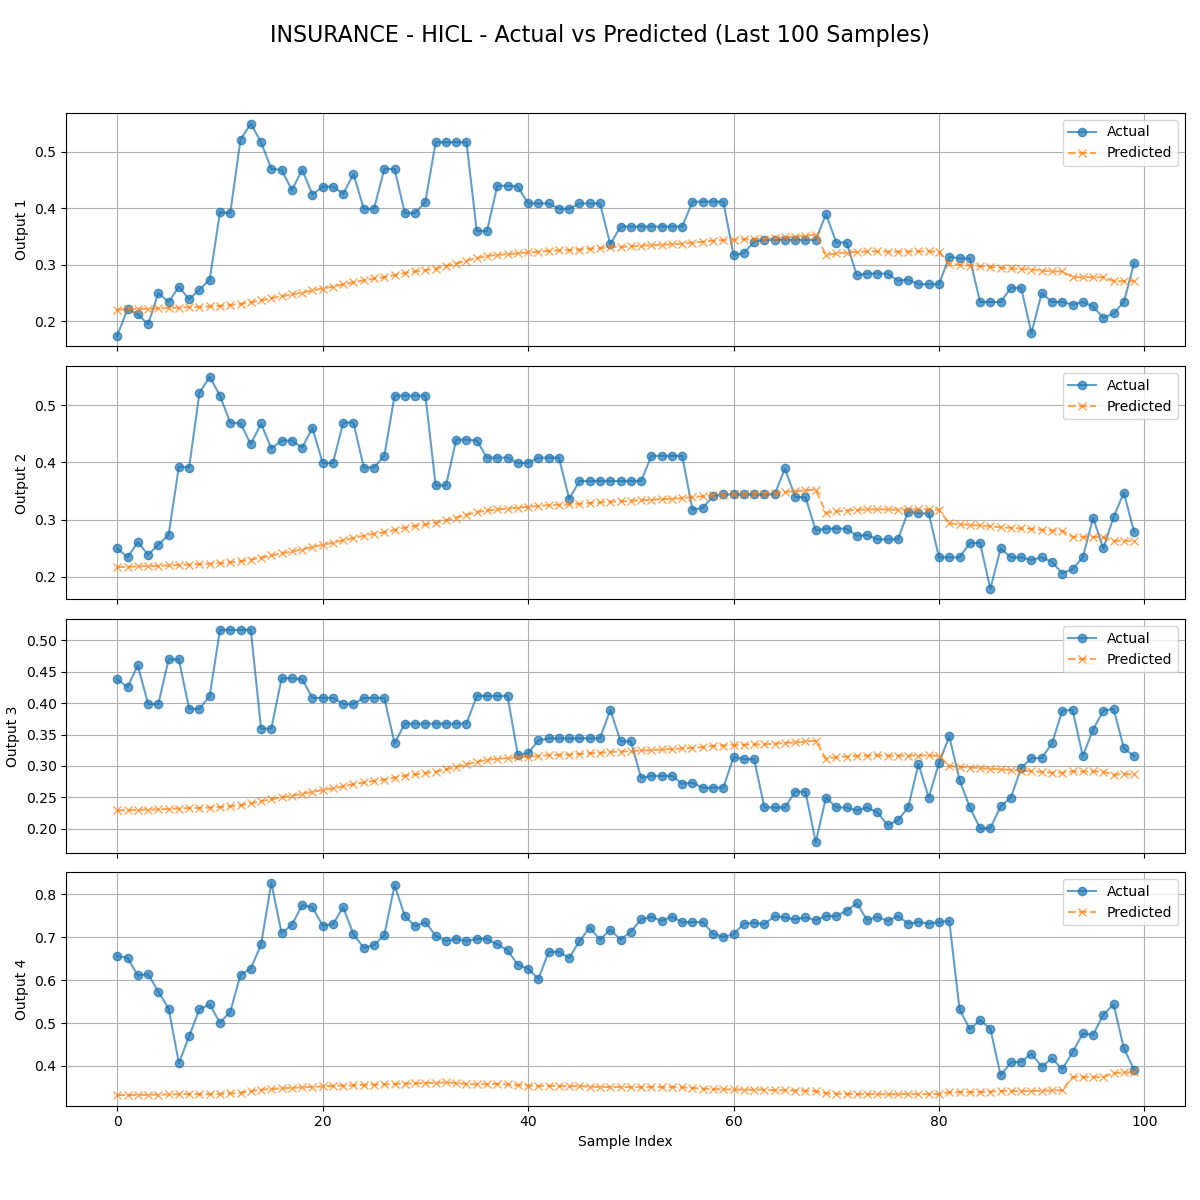 INSURANCE - HICL - Actual vs Predicted (Last 100 Samples)
Output 1
0.5
0.4
0.3
0.2
Actual
Predicted
Output 2
0.5
0.4
0.3
0.2
Actual
Predicted
Output 3
0.50
0.45
0.40
0.35
0.30
0.25
0.20
Actual
Predicted
Output 4
0.8
0.7
0.6
0.5
0.4
Actual
Predicted
0 20 40 60 80 100
Sample Index